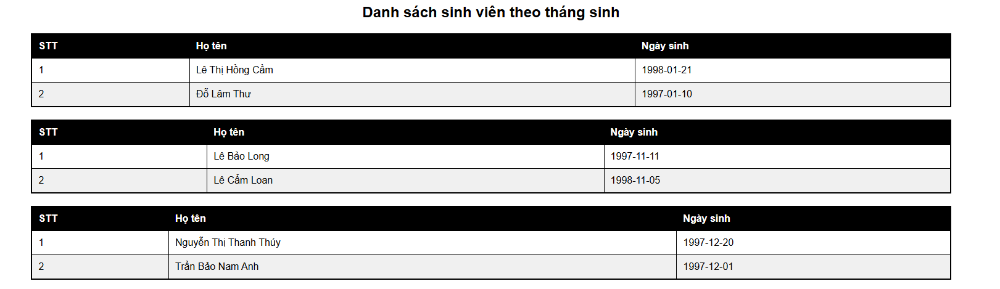 Danh sách sinh viên theo tháng sinh
STT Họ tên Ngày sinh
1 Lê Thị Hồng Cầm 1998-01-21
2 Đỗ Lâm Thư 1997-01-10
STT Họ tên Ngày sinh
1 Lê Bảo Long 1997-11-11
2 Lê Cẩm Loan 1998-11-05
STT Họ tên Ngày sinh
1 Nguyễn Thị Thanh Thúy 1997-12-20
2 Trần Bảo Nam Anh 1997-12-01